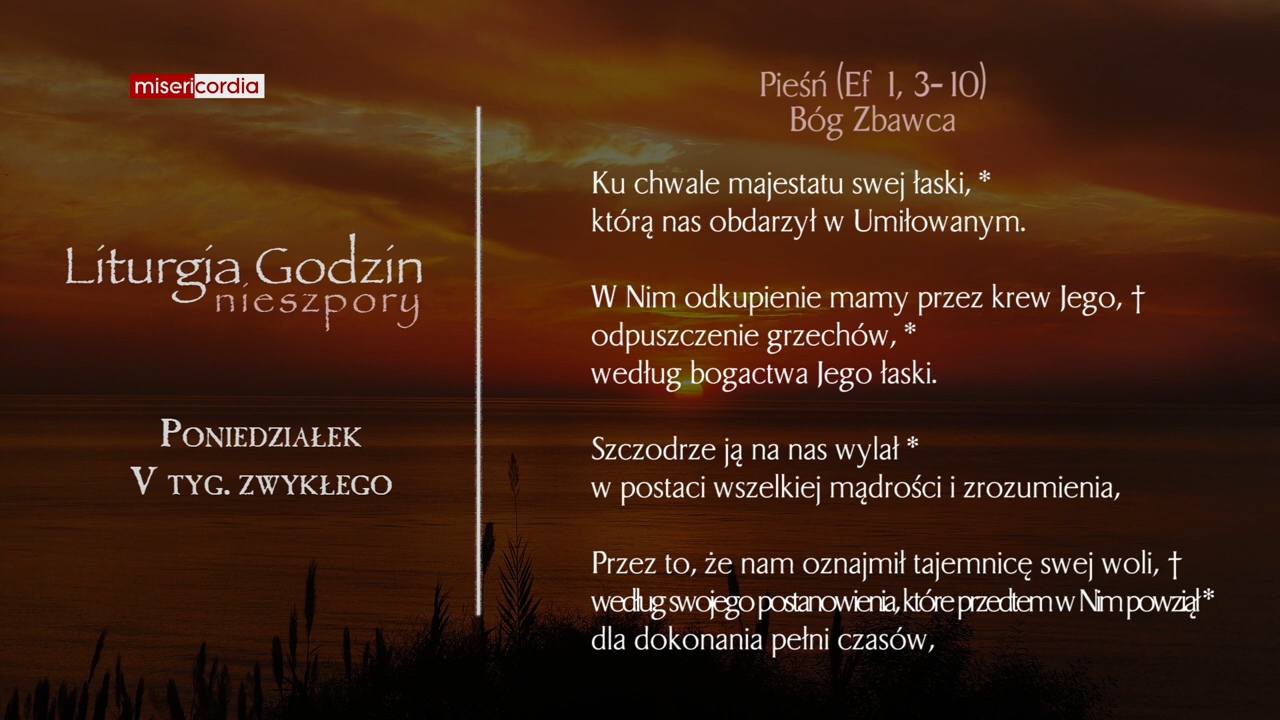 misericordia
Liturgia Godzin
nieszpory
Poniedziałek
V tyg. zwykłego
Pieśń (Ef 1, 3-10)
Bóg Zbawca
Ku chwale majestatu swej łaski, *
którą nas obdarzył w Umiłowanym.
W Nim odkupienie mamy przez krew Jego, †
odpuszczenie grzechów, *
według bogactwa Jego łaski.
Szczodrze ją na nas wylał *
w postaci wszelkiej mądrości i zrozumienia,
Przez to, że nam oznajmił tajemnicę swej woli, †
według swojego postanowienia, które przedtem w Nim powziął *
dla dokonania pełni czasów,